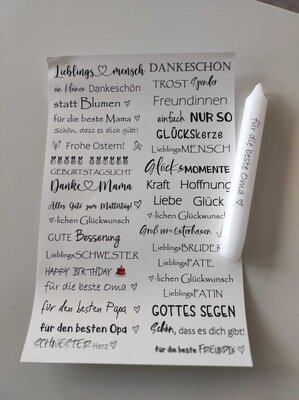 Lieblings♡mensch
ein kleines Dankeschön
statt Blumen ♡
für die beste Mama ♡
Schön, dass es dich gibt!
Frohe Ostern!
GEBURTSTAGSLICHT
Danke♡Mama
Alles Gute zum Muttertag!
♡-lichen Glückwunsch
GUTE Besserung
LieblingsSCHWESTER
HAPPY BIRTHDAY
für die beste Oma ♡
für den besten Papa ♡
für den besten Opa ♡
SCHWESTER Herz ♡
DANKESCHÖN
TROST Spender
Freundinnen
einfach NUR SO
GLÜCKSkerze
LieblingsMENSCH
GlücksMOMENTE
Kraft Hoffnung
Liebe Glück
♡-lichen Glückwunsch
Gruß vom Osterhasen
LieblingsBRUDER
LieblingsPATE
♡-lichen Glückwunsch
LieblingsPATIN
GOTTES SEGEN
Schön, dass es dich gibt!
für die beste FREUNDIN ♡
für die beste Oma ♡